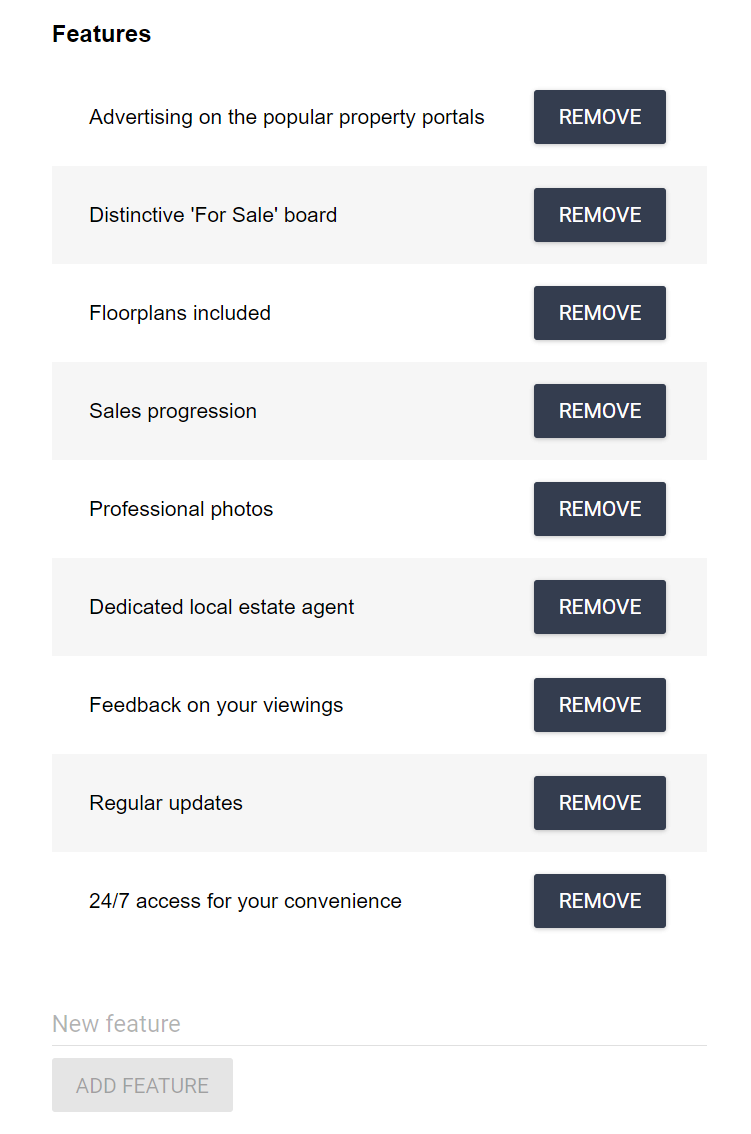 Features
Advertising on the popular property portals REMOVE
Distinctive 'For Sale' board REMOVE
Floorplans included REMOVE
Sales progression REMOVE
Professional photos REMOVE
Dedicated local estate agent REMOVE
Feedback on your viewings REMOVE
Regular updates REMOVE
24/7 access for your convenience REMOVE
New feature
ADD FEATURE